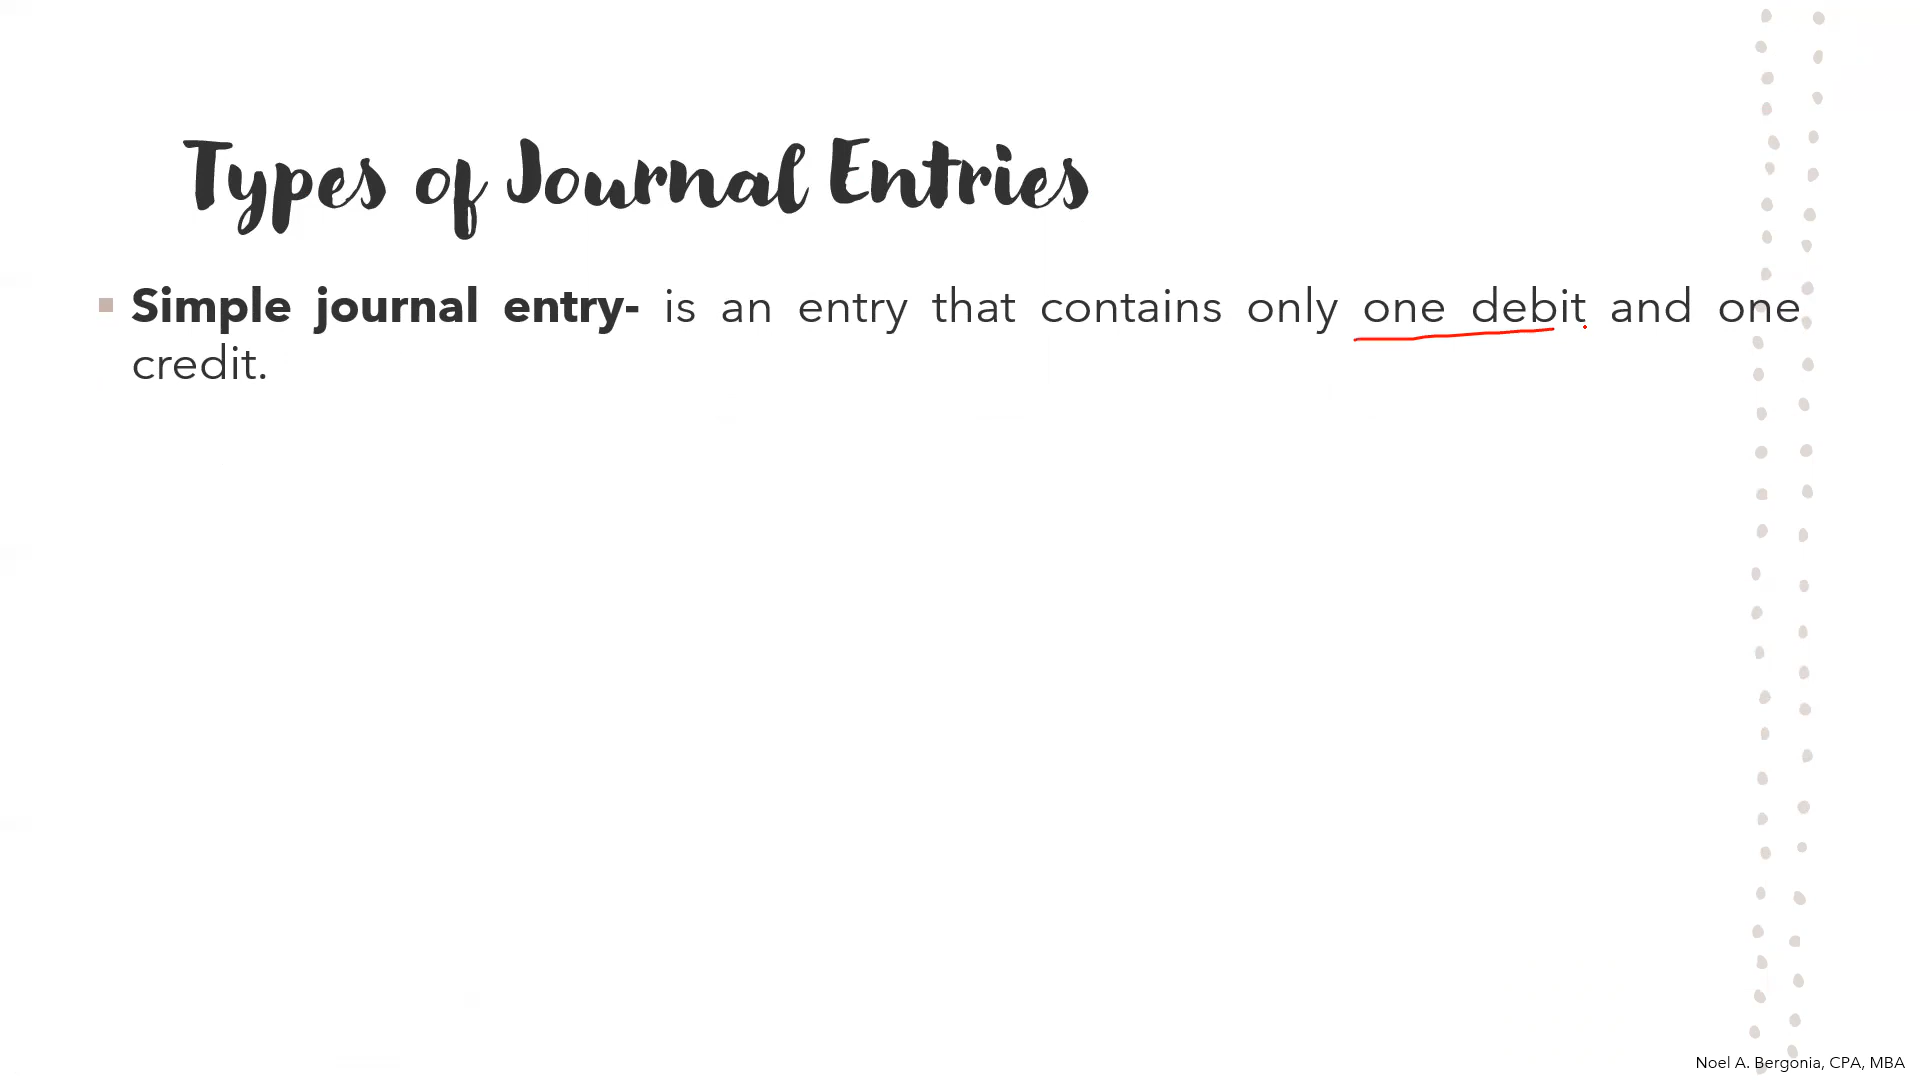 Types of Journal Entries
Simple journal entry- is an entry that contains only one debit and one
credit.
Noel A. Bergonia, CPA, MBA